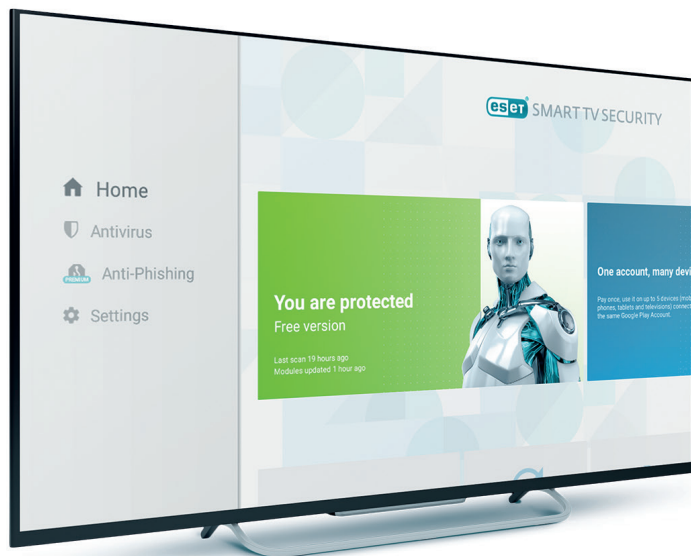 Home
Antivirus
PREMIUM
Anti-Phishing
Settings
eset SMART TV SECURITY
You are protected
Free version
Last scan 19 hours ago
Modules updated 1 hour ago
One account, many devi
Pay once, use it on up to 5 devices (mob
phones, tablets and televisions) connect
the same Google Play Account.